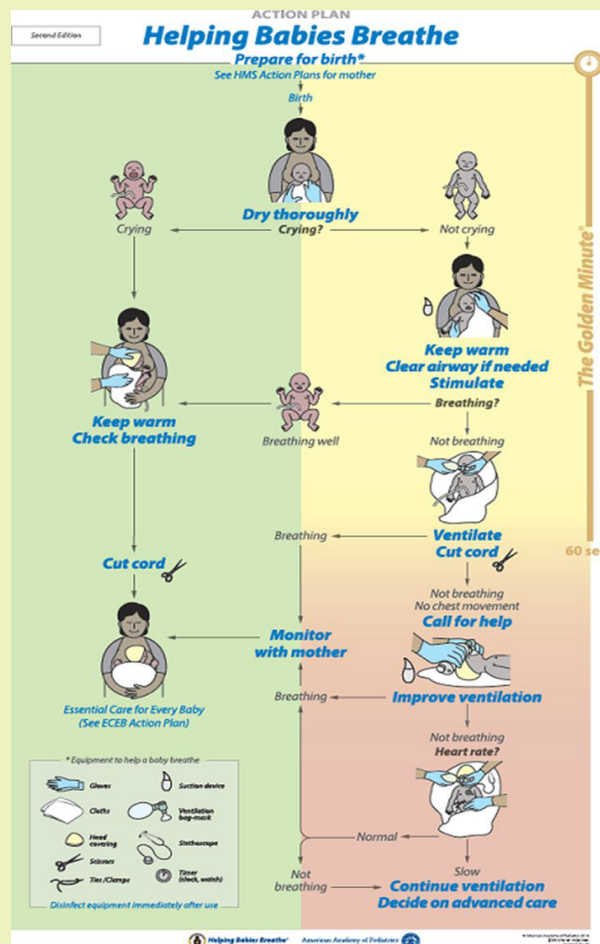 ACTION PLAN
Second Edition
Helping Babies Breathe
Prepare for birth*
See HMS Action Plans for mother
Birth
Dry thoroughly
Crying
Crying?
Not crying
The Golden Minute®
Keep warm
Clear airway if needed
Stimulate
Breathing?
Keep warm
Check breathing
Breathing well
Not breathing
Breathing
Ventilate
Cut cord
60 se
Cut cord
Not breathing
No chest movement
Call for help
Monitor
with mother
Breathing
Improve ventilation
Essential Care for Every Baby
(See ECEB Action Plan)
Not breathing
Heart rate?
* Equipment to help a baby breathe
Gloves
Suction device
Cloths
Ventilation
bag-mask
Head
covering
Stethoscope
Scissors
Ties/Clamps
Timer
(clock, watch)
Disinfect equipment immediately after use
Normal
Not
breathing
Slow
Continue ventilation
Decide on advanced care
Helping Babies Breathe®
American Academy of Pediatrics